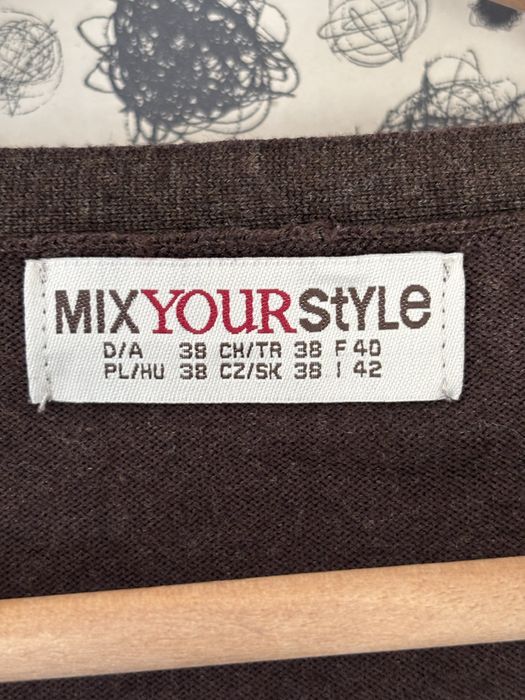 MIXYOURStYLe
D/A 38 CH/TR 38 F 40
PL/HU 38 CZ/SK 38 I 42